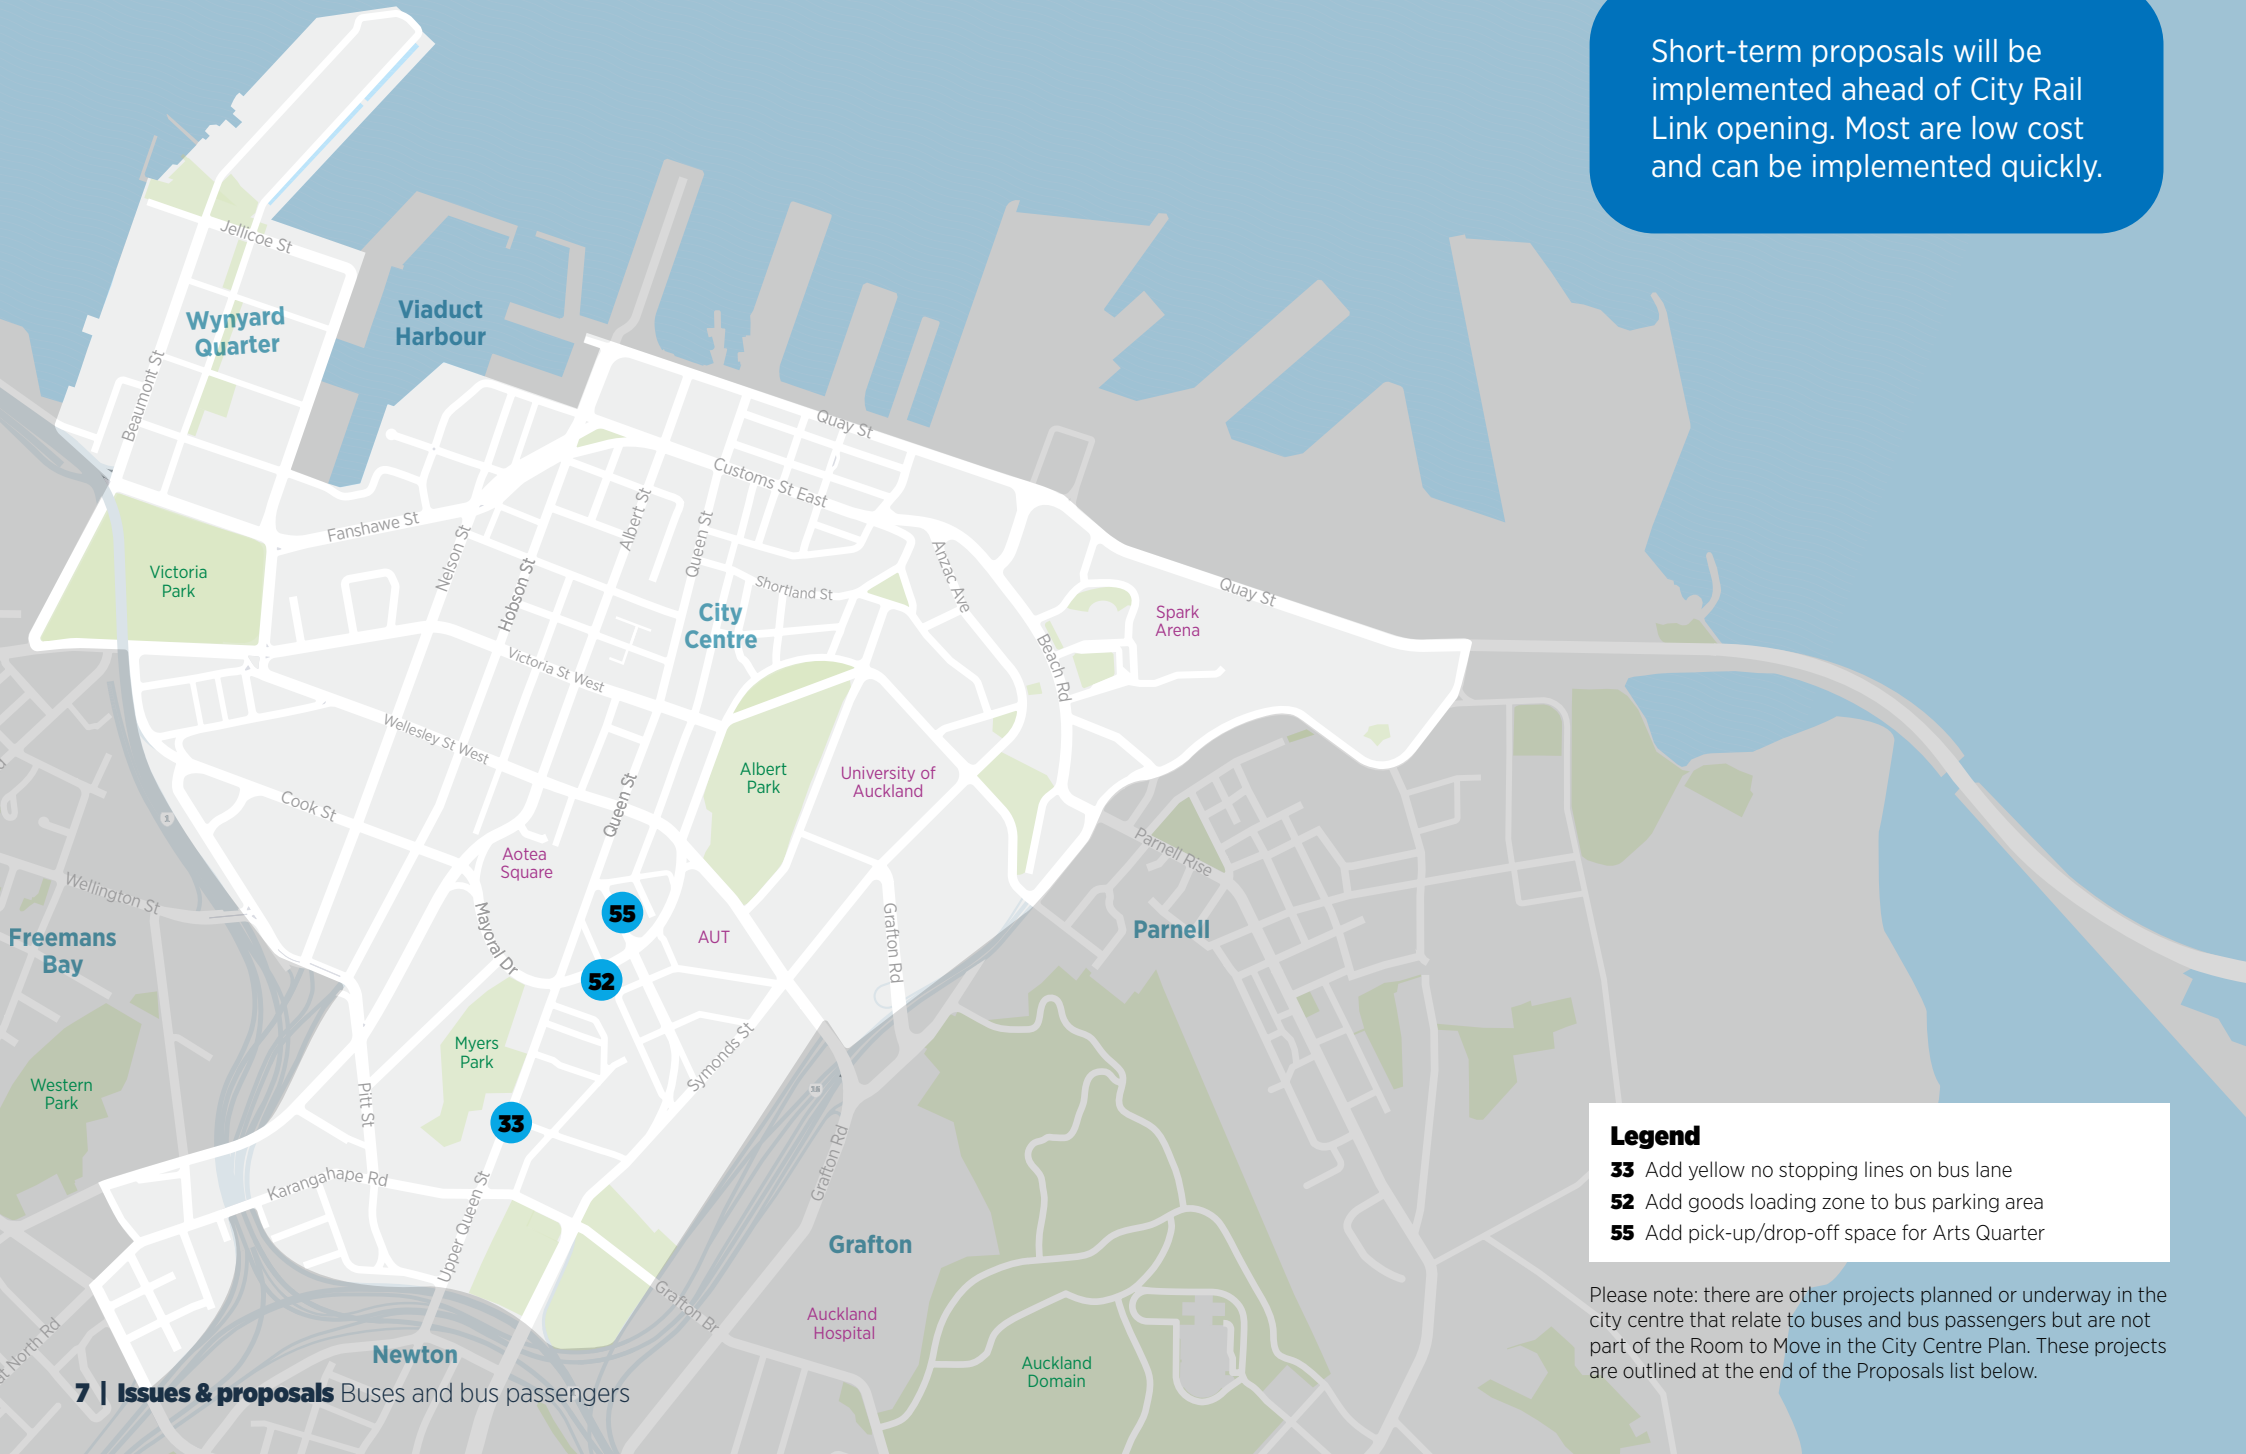 Short-term proposals will be
implemented ahead of City Rail
Link opening. Most are low cost
and can be implemented quickly.
Jellicoe St
Wynyard
Quarter
Viaduct
Harbour
Beaumont St
Quay St
Customs St East
Fanshawe St
Nelson St
Albert St
Queen St
Hobson St
Anzac Ave
Victoria
Park
Shortland St
City
Centre
Quay St
Spark
Arena
Beach Rd
Victoria St West
Wellesley St West
Albert
Park
University of
Auckland
Queen St
Cook St
1
Aotea
Square
Parnell Rise
Wellington St
55
Mayoral Dr
AUT
Grafton Rd
Parnell
Freemans
Bay
52
Myers
Park
Symonds St
Western
Park
Pitt St
16
33
Grafton Rd
Karangahape Rd
Upper Queen St
Grafton
Grafton Br
Auckland
Hospital
Newton
Auckland
Domain
North Rd
Legend
33 Add yellow no stopping lines on bus lane
52 Add goods loading zone to bus parking area
55 Add pick-up/drop-off space for Arts Quarter
Please note: there are other projects planned or underway in the
city centre that relate to buses and bus passengers but are not
part of the Room to Move in the City Centre Plan. These projects
are outlined at the end of the Proposals list below.
7 | Issues & proposals Buses and bus passengers